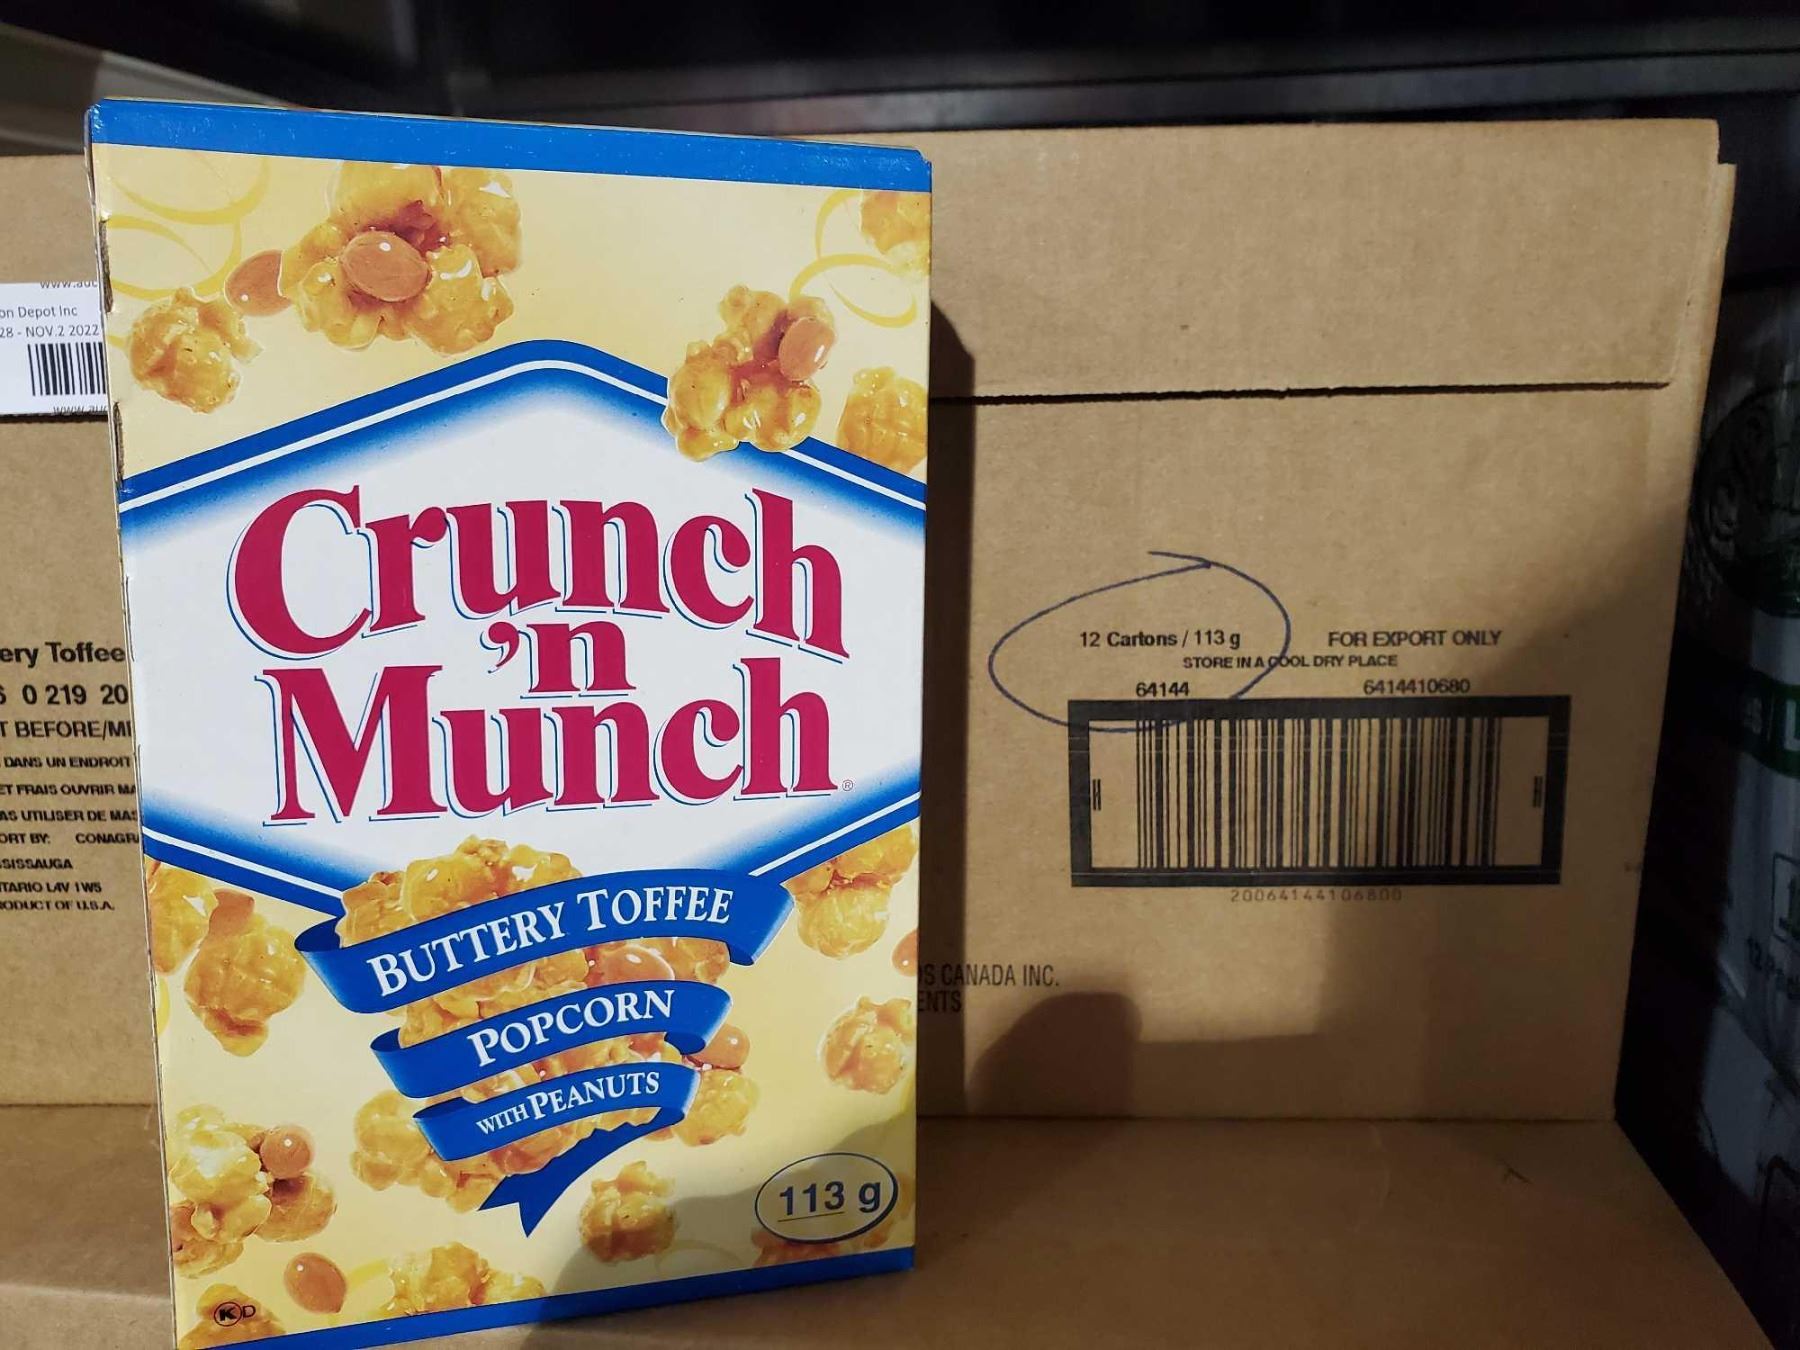 Crunch
'n
Munch®
BUTTERY TOFFEE
POPCORN
WITH PEANUTS
113 g
K D
www.auc
on Depot Inc
28 - NOV.2 2022
ery Toffee
0 219 20
BEFORE/MI
DANS UN ENDROIT
ET FRAIS OUVRIR MA
AS UTILISER DE MAS
ORT BY: CONAGRA
SISSAUGA
TARIO L4V 1W5
RODUCT OF U.S.A.
12 Cartons / 113 g
FOR EXPORT ONLY
STORE IN A COOL DRY PLACE
64144
6414410680
20064144106800
S CANADA INC.
ENTS